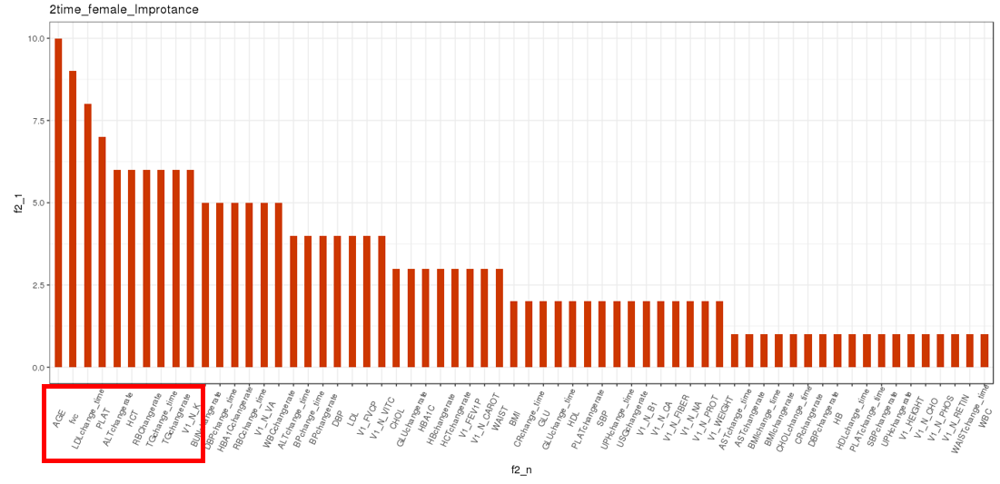 2time_female_Improtance
10.0
7.5
5.0
2.5
0.0
f2_1
AGE
fvc
LDLchange_time
PLAT
ALTchangerate
HCT
RBCchangerate
TGchange_time
TGchangerate
V1_N_K
BUNchangerate
DBPchange_time
HBA1Cchangerate
RBCchange_time
V1_N_VA
WBCchangerate
ALTchange_time
BPchange_time
BPchangerate
DBP
LDL
V1_FVCP
V1_N_VITC
CHOL
GLUchangerate
HBA1C
HBchangerate
HCTchangerate
V1_FEV1P
V1_N_CAROT
WAIST
BMI
CRchange_time
GLU
GLUchange_time
HDL
PLATchangerate
SBP
UPHchange_time
USGchangerate
V1_N_B1
V1_N_CA
V1_N_FIBER
V1_N_NA
V1_N_PROT
V1_WEIGHT
ASTchange_time
ASTchangerate
BMIchange_time
BMIchangerate
CHOLchange_time
CRchangerate
DBPchangerate
HB
HDLchange_time
PLATchange_time
SBPchangerate
UPHchangerate
V1_HEIGHT
V1_N_CHO
V1_N_PHOS
V1_N_RETIN
WAISTchange_time
WBC
f2_n